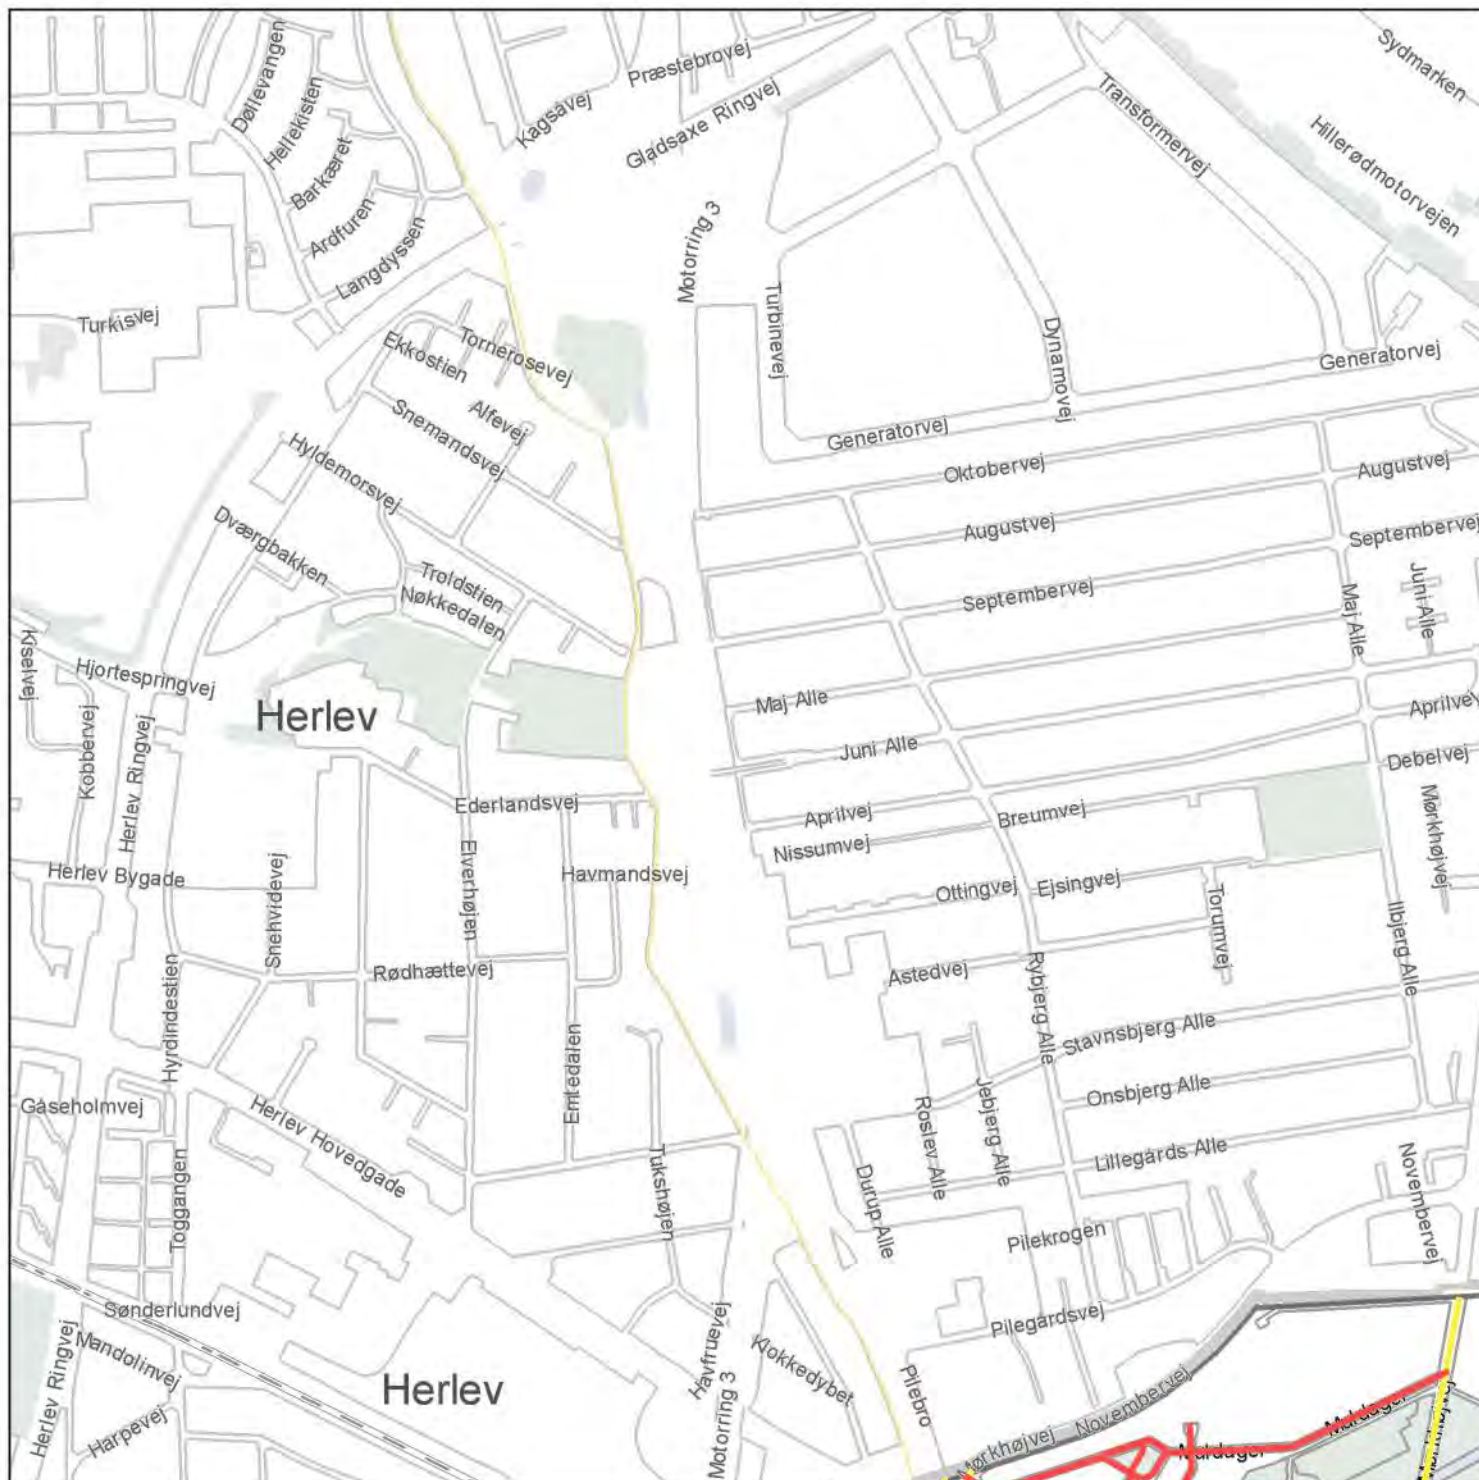 Døllevangen
Heltekisten
Barkæret
Ardfuren
Langdyssen
Kagsåvej
Præstebrovej
Gladsaxe Ringvej
Transformervej
Sydmarken
Hillerødmotorvejen
Motorring 3
Turbinevej
Dynamovej
Generatorvej
Turkisvej
Tornerosevej
Ekkostien
Alfevej
Snemandsvej
Hyldemorsvej
Dværgbakken
Troldstien
Nøkkedalen
Generatorvej
Oktobervej
Augustvej
Augustvej
Septembervej
Septembervej
Juni Alle
Maj Alle
Kiselvej
Hjortespringvej
Kobbervej
Herlev Ringvej
Herlev
Maj Alle
Juni Alle
Aprilvej
Debelvej
Mørkhøjvej
Ederlandsvej
Aprilvej
Breumvej
Nissumvej
Herlev Bygade
Snehvidevej
Elverhøjen
Havmandsvej
Ottingvej
Ejsingvej
Torumvej
Ilbjerg Alle
Rødhættevej
Astedvej
Rybjerg Alle
Stavnsbjerg Alle
Hyrdindestien
Emtedalen
Onsbjerg Alle
Jebjerg Alle
Roslev Alle
Gåseholmvej
Herlev Hovedgade
Lillegårds Alle
Novembervej
Toggangen
Tukshøjen
Durup Alle
Pilekrogen
Sønderlundvej
Mandolinvej
Herlev Ringvej
Harpevej
Herlev
Havfruevej
Motorring 3
Klokkedybet
Pilebro
Pilegårdsvej
Mørkhøjvej
Novembervej
Muldager
Muldager